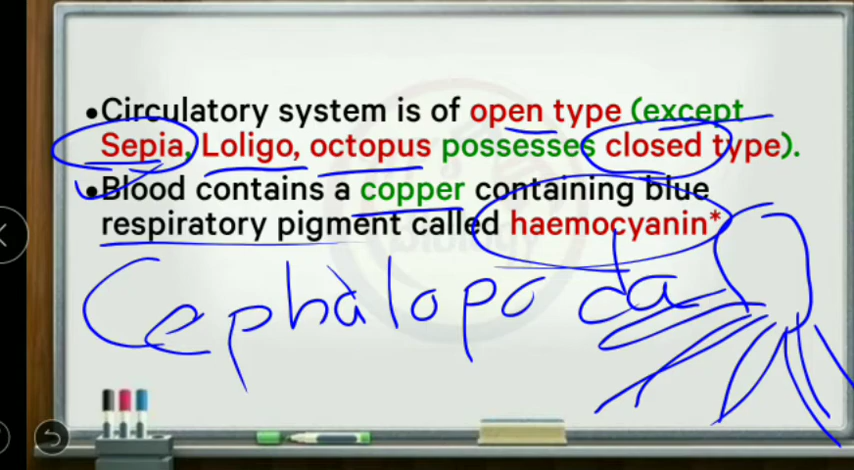 •Circulatory system is of open type (except
Sepia, Loligo, octopus possesses closed type).
•Blood contains a copper containing blue
respiratory pigment called haemocyanin*
Cephalopoda